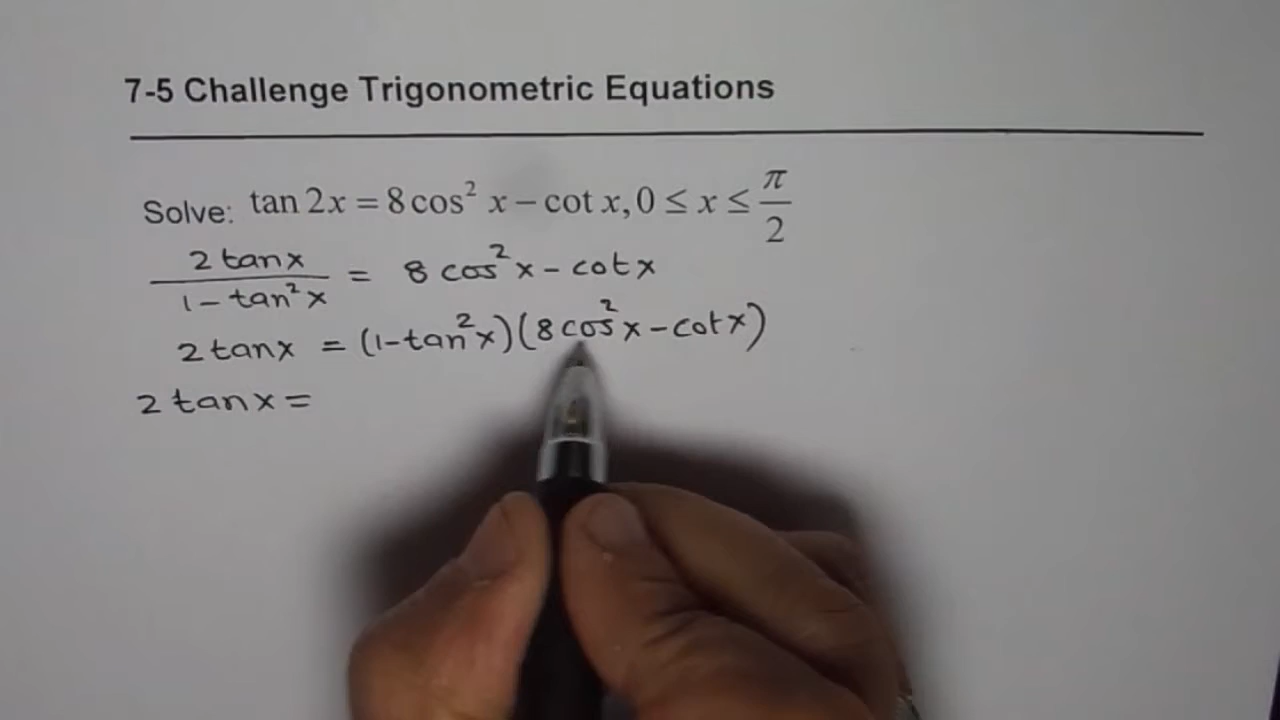 7-5 Challenge Trigonometric Equations
Solve: tan 2x = 8 cos² x − cot x, 0 ≤ x ≤ π/2
2 tan x / 1 − tan² x = 8 cos² x − cot x
2 tan x = (1 − tan² x)(8 cos² x − cot x)
2 tan x =